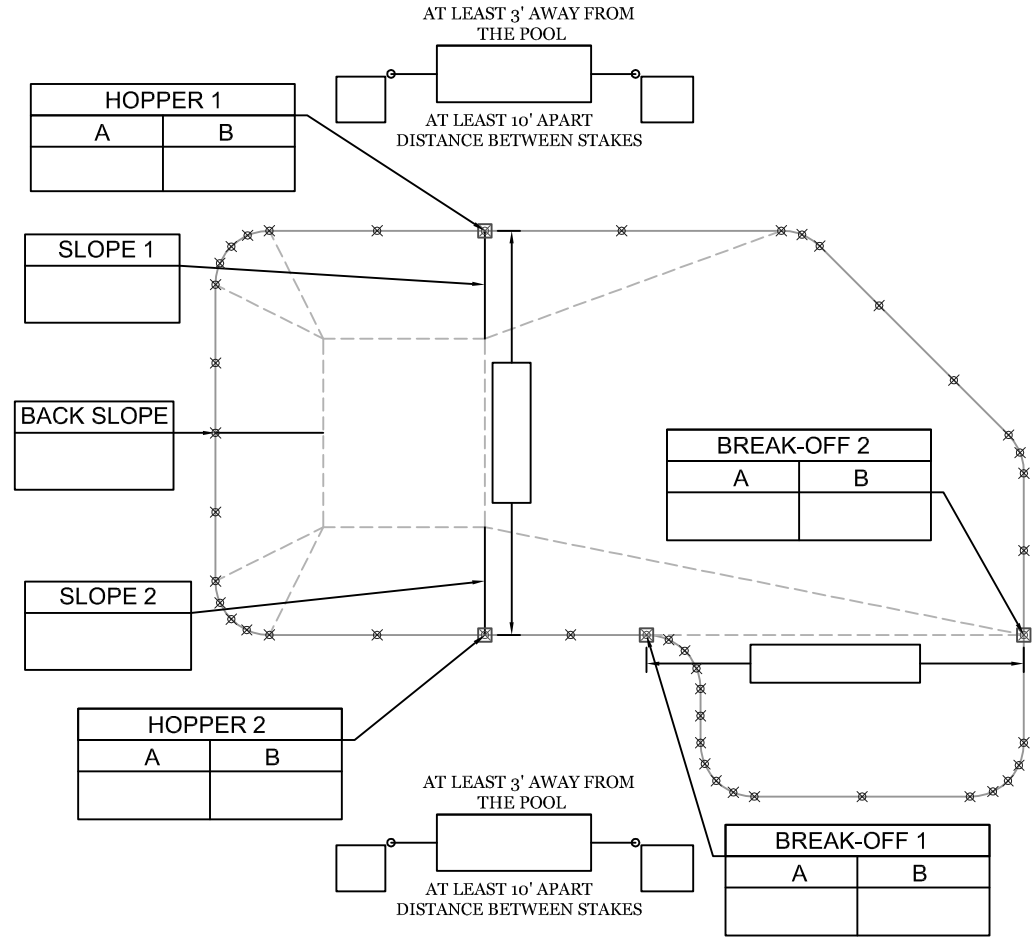 AT LEAST 3' AWAY FROM
THE POOL
AT LEAST 10' APART
DISTANCE BETWEEN STAKES
HOPPER 1
A B
SLOPE 1
BACK SLOPE
BREAK-OFF 2
A B
SLOPE 2
HOPPER 2
A B
AT LEAST 3' AWAY FROM
THE POOL
AT LEAST 10' APART
DISTANCE BETWEEN STAKES
BREAK-OFF 1
A B